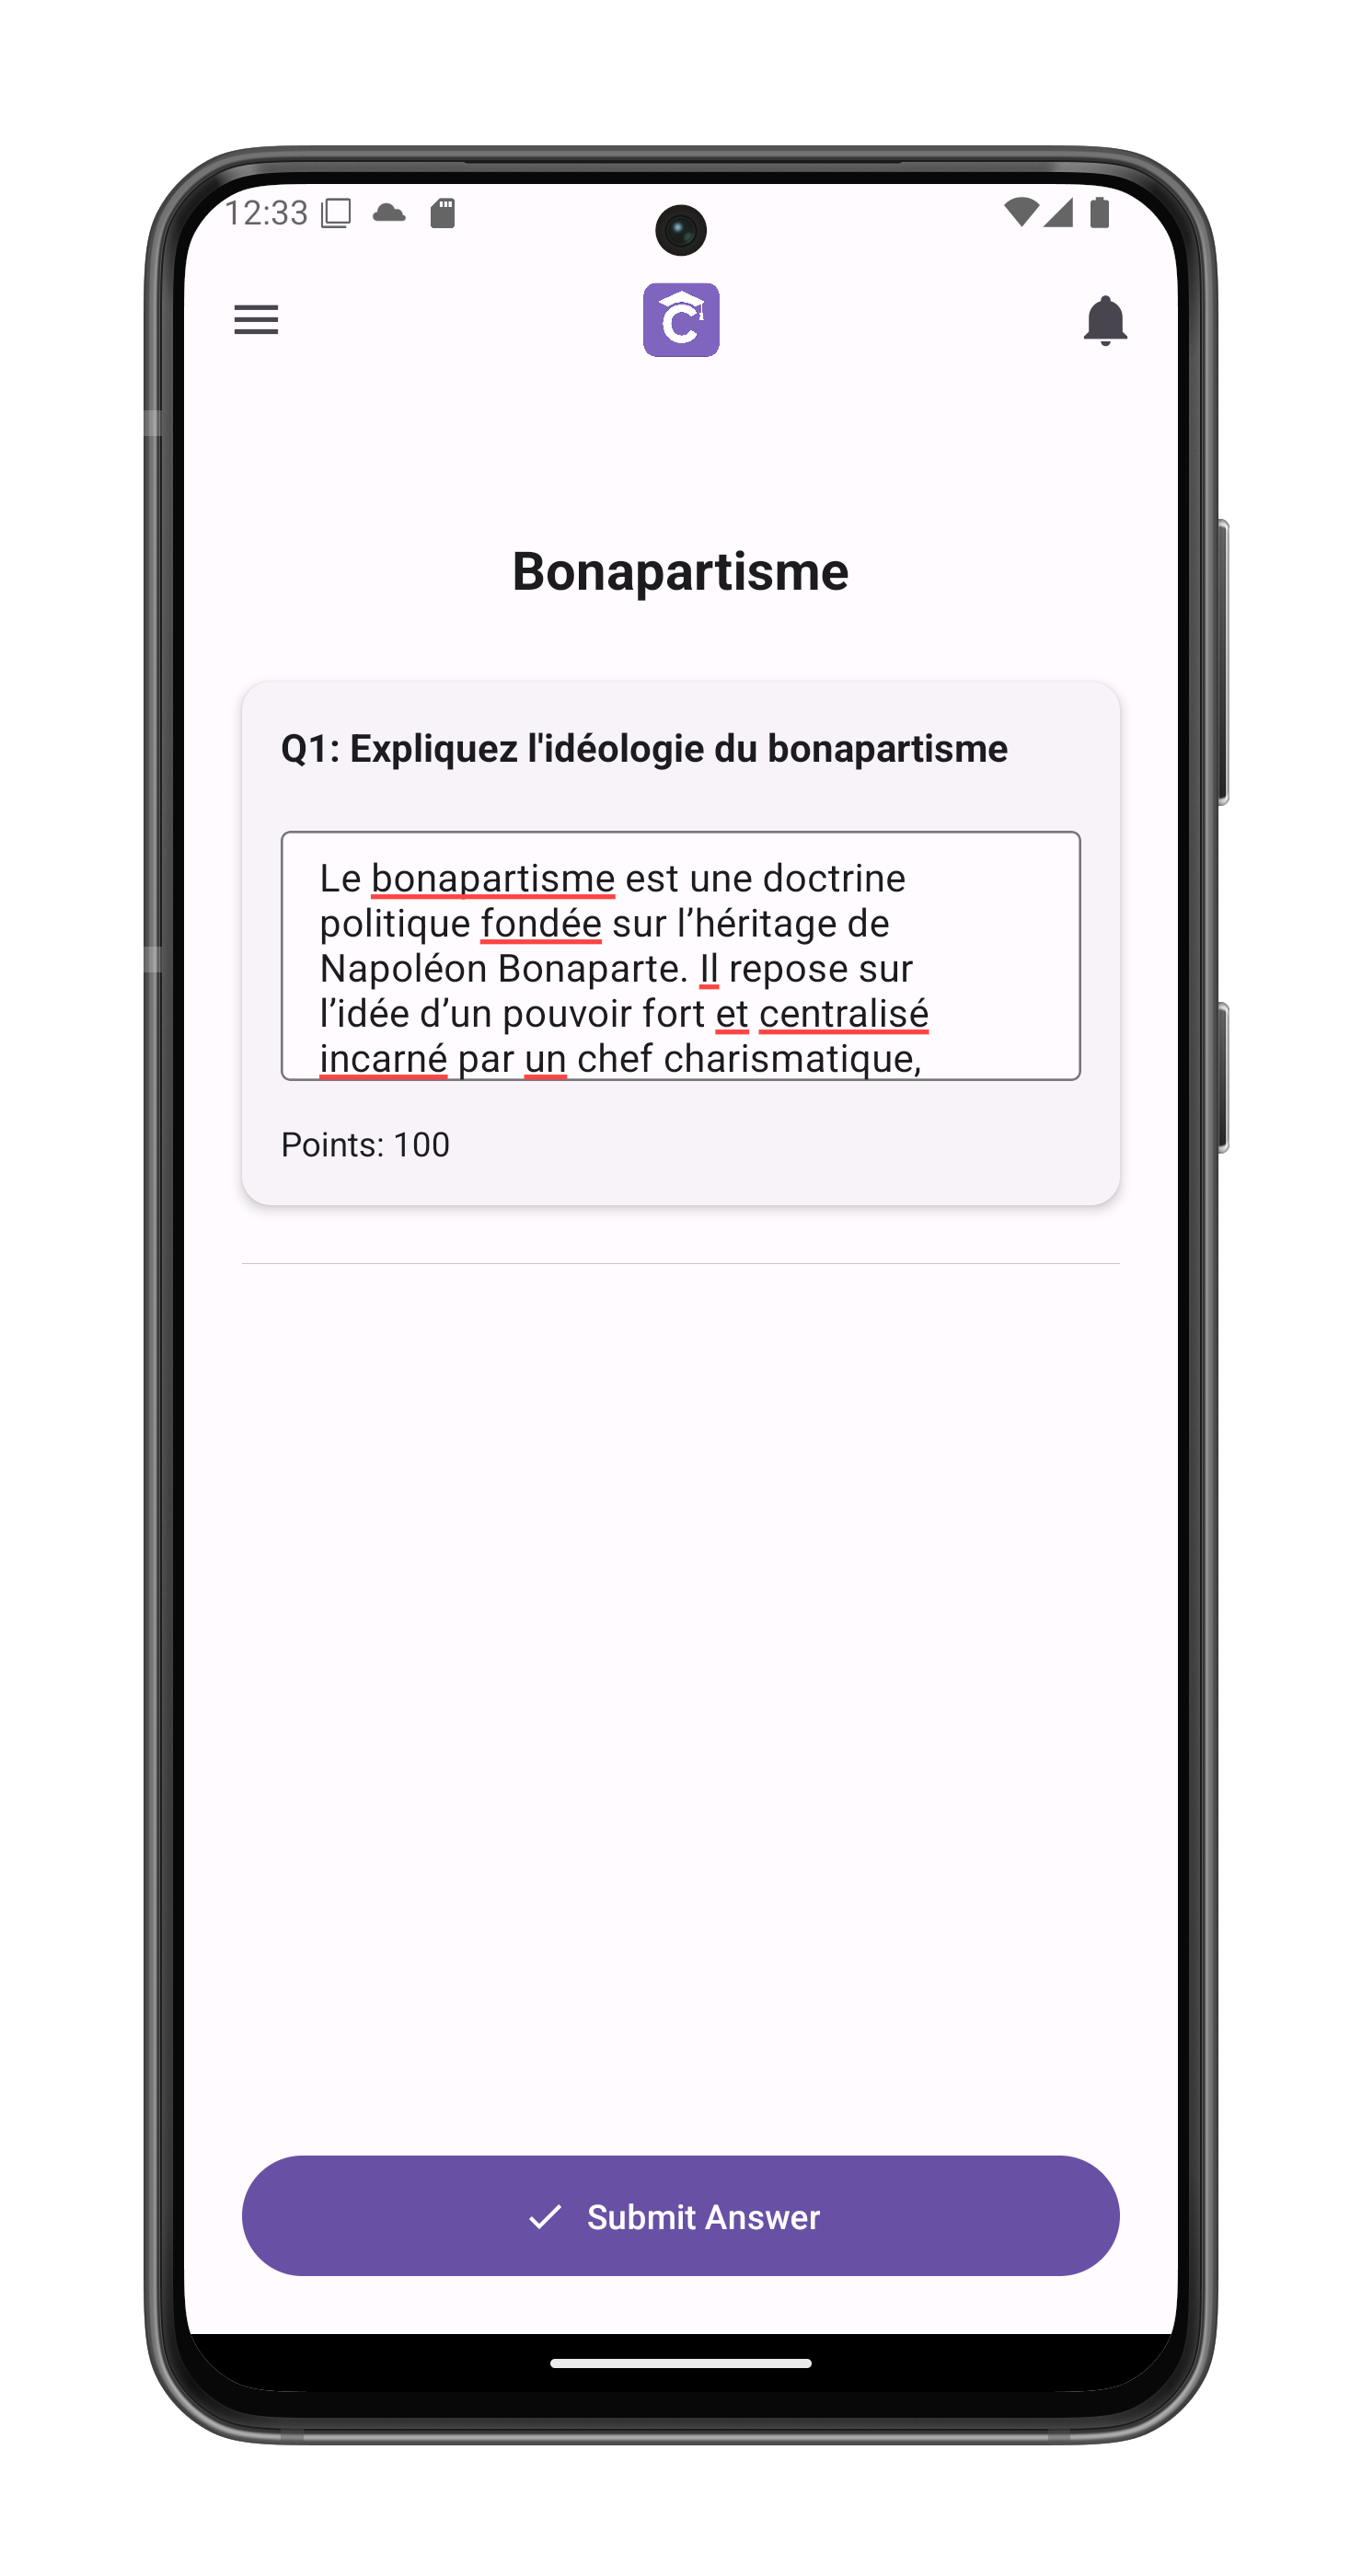 12:33
C
Bonapartisme
Q1: Expliquez l'idéologie du bonapartisme
Le bonapartisme est une doctrine
politique fondée sur l’héritage de
Napoléon Bonaparte. Il repose sur
l’idée d’un pouvoir fort et centralisé
incarné par un chef charismatique,
Points: 100
Submit Answer